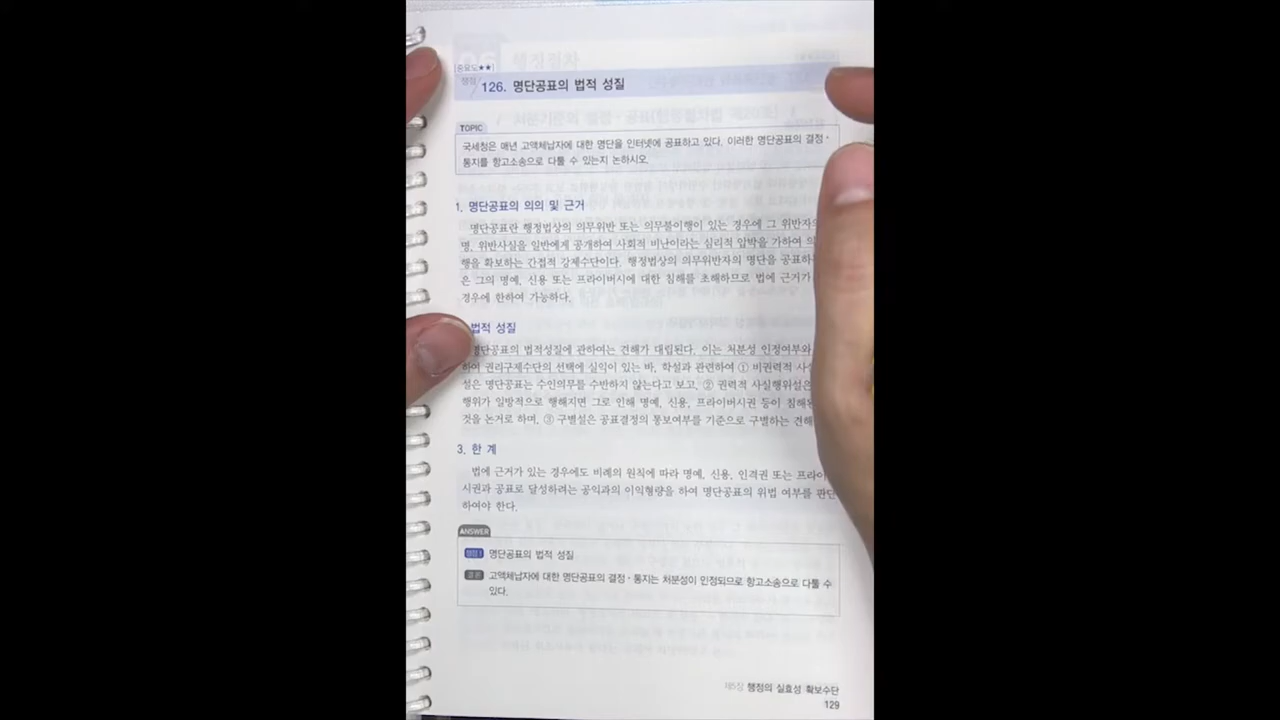 [중요도★★]
쟁점
126. 명단공표의 법적 성질
TOPIC
국세청은 매년 고액체납자에 대한 명단을 인터넷에 공표하고 있다. 이러한 명단공표의 결정·
통지를 항고소송으로 다툴 수 있는지 논하시오.
1. 명단공표의 의의 및 근거
명단공표란 행정법상의 의무위반 또는 의무불이행이 있는 경우에 그 위반자의
명, 위반사실을 일반에게 공개하여 사회적 비난이라는 심리적 압박을 가하여
행을 확보하는 간접적 강제수단이다. 행정법상의 의무위반자의 명단을 공표하
은 그의 명예, 신용 또는 프라이버시에 대한 침해를 초래하므로 법에 근거가
경우에 한하여 가능하다.
법적 성질
명단공표의 법적성질에 관하여는 견해가 대립된다. 이는 처분성 인정여부와
하여 권리구제수단의 선택에 실익이 있는 바, 학설과 관련하여 ① 비권력적 사실
설은 명단공표는 수인의무를 수반하지 않는다고 보고, ② 권력적 사실행위설은
행위가 일방적으로 행해지면 그로 인해 명예, 신용, 프라이버시권 등이 침해
것을 논거로 하며, ③ 구별설은 공표결정의 통보여부를 기준으로 구별하는 견해
3. 한 계
법에 근거가 있는 경우에도 비례의 원칙에 따라 명예, 신용, 인격권 또는 프라이
시권과 공표로 달성하려는 공익과의 이익형량을 하여 명단공표의 위법 여부를 판단
하여야 한다.
ANSWER
쟁점1 명단공표의 법적 성질
결론 고액체납자에 대한 명단공표의 결정·통지는 처분성이 인정되므로 항고소송으로 다툴 수
있다.
제5장 행정의 실효성 확보수단
129